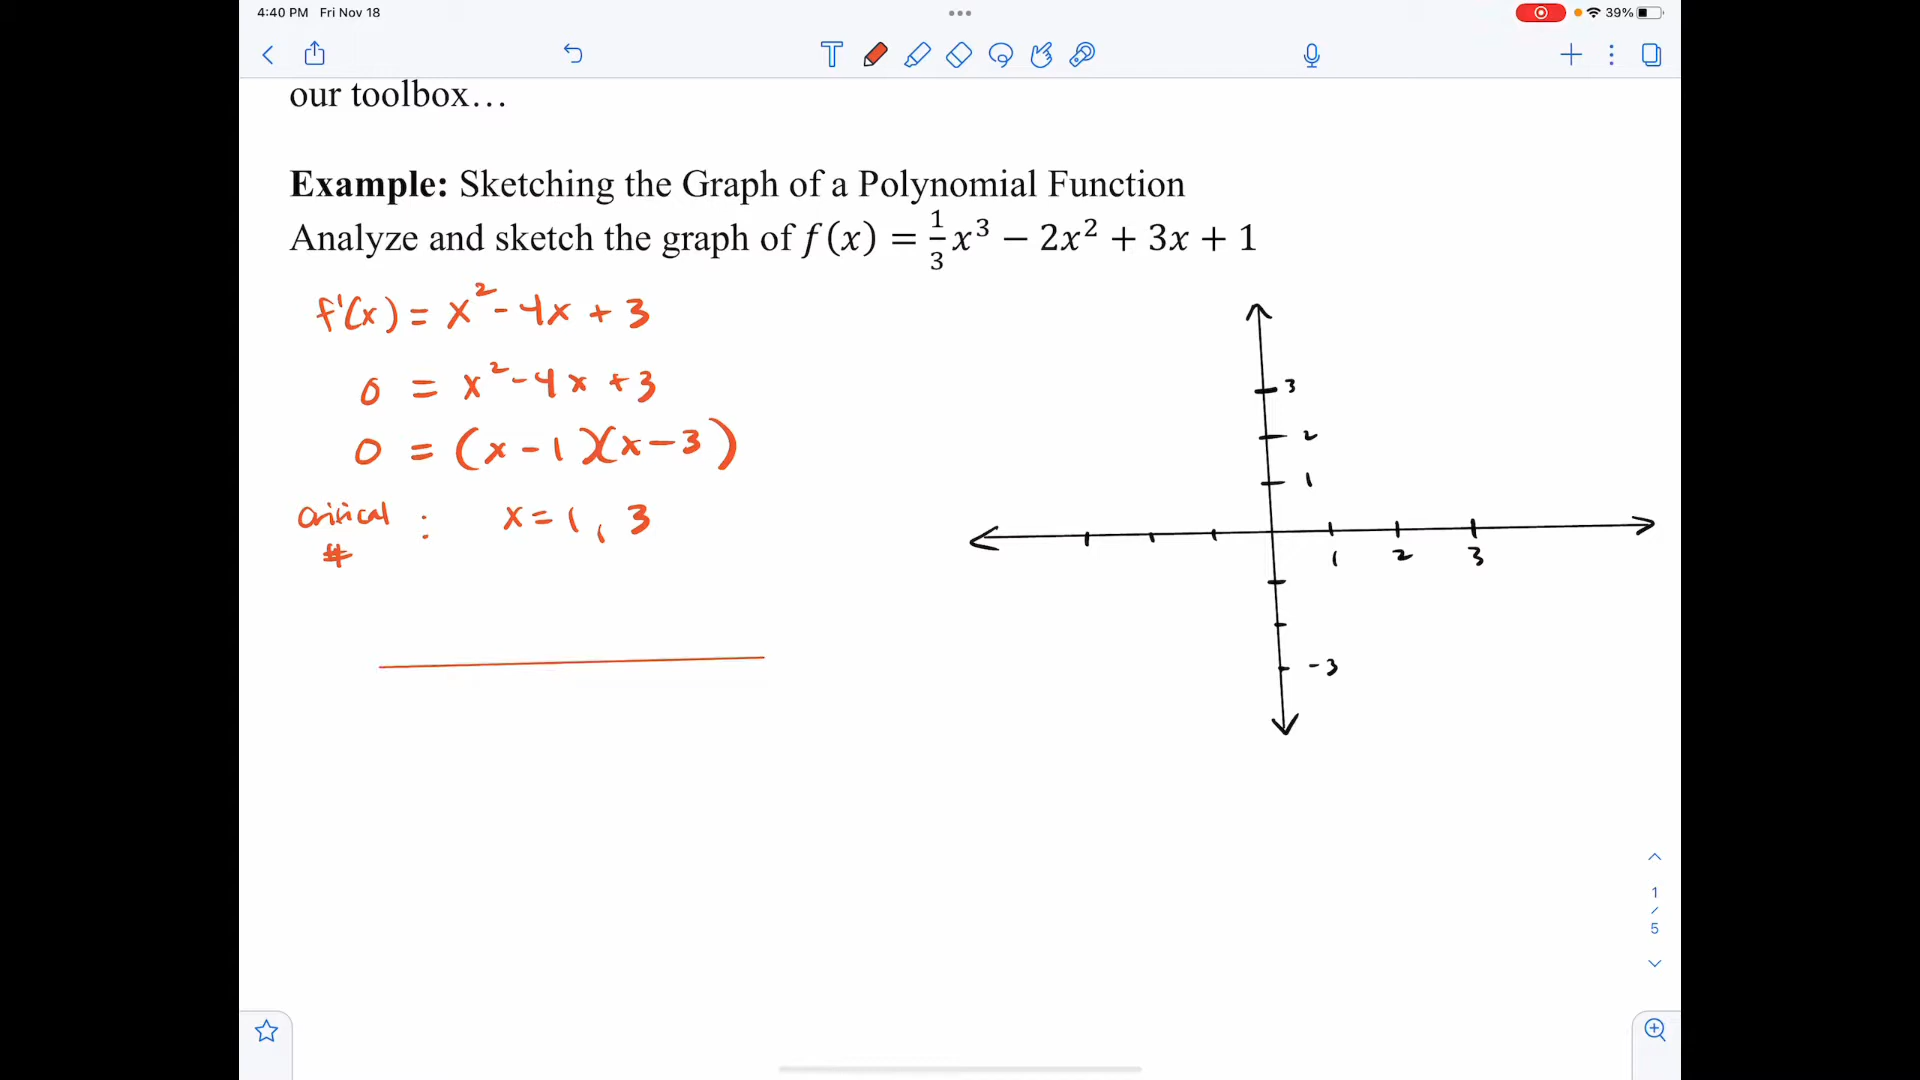 4:40 PM Fri Nov 18
39%
our toolbox…
Example: Sketching the Graph of a Polynomial Function
Analyze and sketch the graph of f(x) = 1/3 x³ − 2x² + 3x + 1
f'(x) = x² - 4x + 3
0 = x² - 4x + 3
0 = (x - 1)(x - 3)
critical # : x = 1, 3
3
2
1
1 2 3
-3
1
/
5